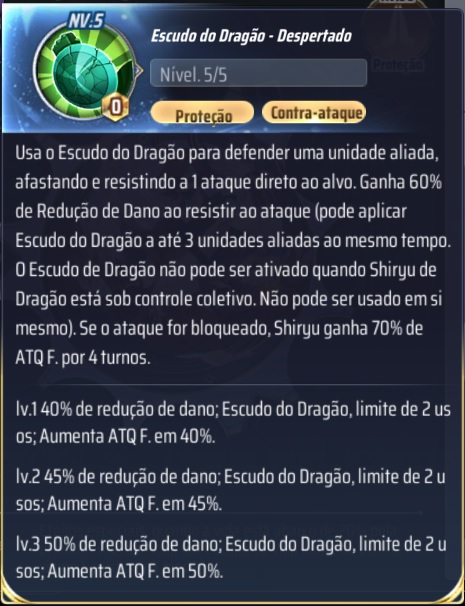 NV.5
Escudo do Dragão - Despertado
Nível. 5/5
0
Proteção
Contra-ataque
Proteção
Usa o Escudo do Dragão para defender uma unidade aliada,
afastando e resistindo a 1 ataque direto ao alvo. Ganha 60%
de Redução de Dano ao resistir ao ataque (pode aplicar
Escudo do Dragão a até 3 unidades aliadas ao mesmo tempo.
O Escudo de Dragão não pode ser ativado quando Shiryu de
Dragão está sob controle coletivo. Não pode ser usado em si
mesmo). Se o ataque for bloqueado, Shiryu ganha 70% de
ATQ F. por 4 turnos.
lv.1 40% de redução de dano; Escudo do Dragão, limite de 2 us
os; Aumenta ATQ F. em 40%.
lv.2 45% de redução de dano; Escudo do Dragão, limite de 2 u
sos; Aumenta ATQ F. em 45%.
lv.3 50% de redução de dano; Escudo do Dragão, limite de 2 u
sos; Aumenta ATQ F. em 50%.